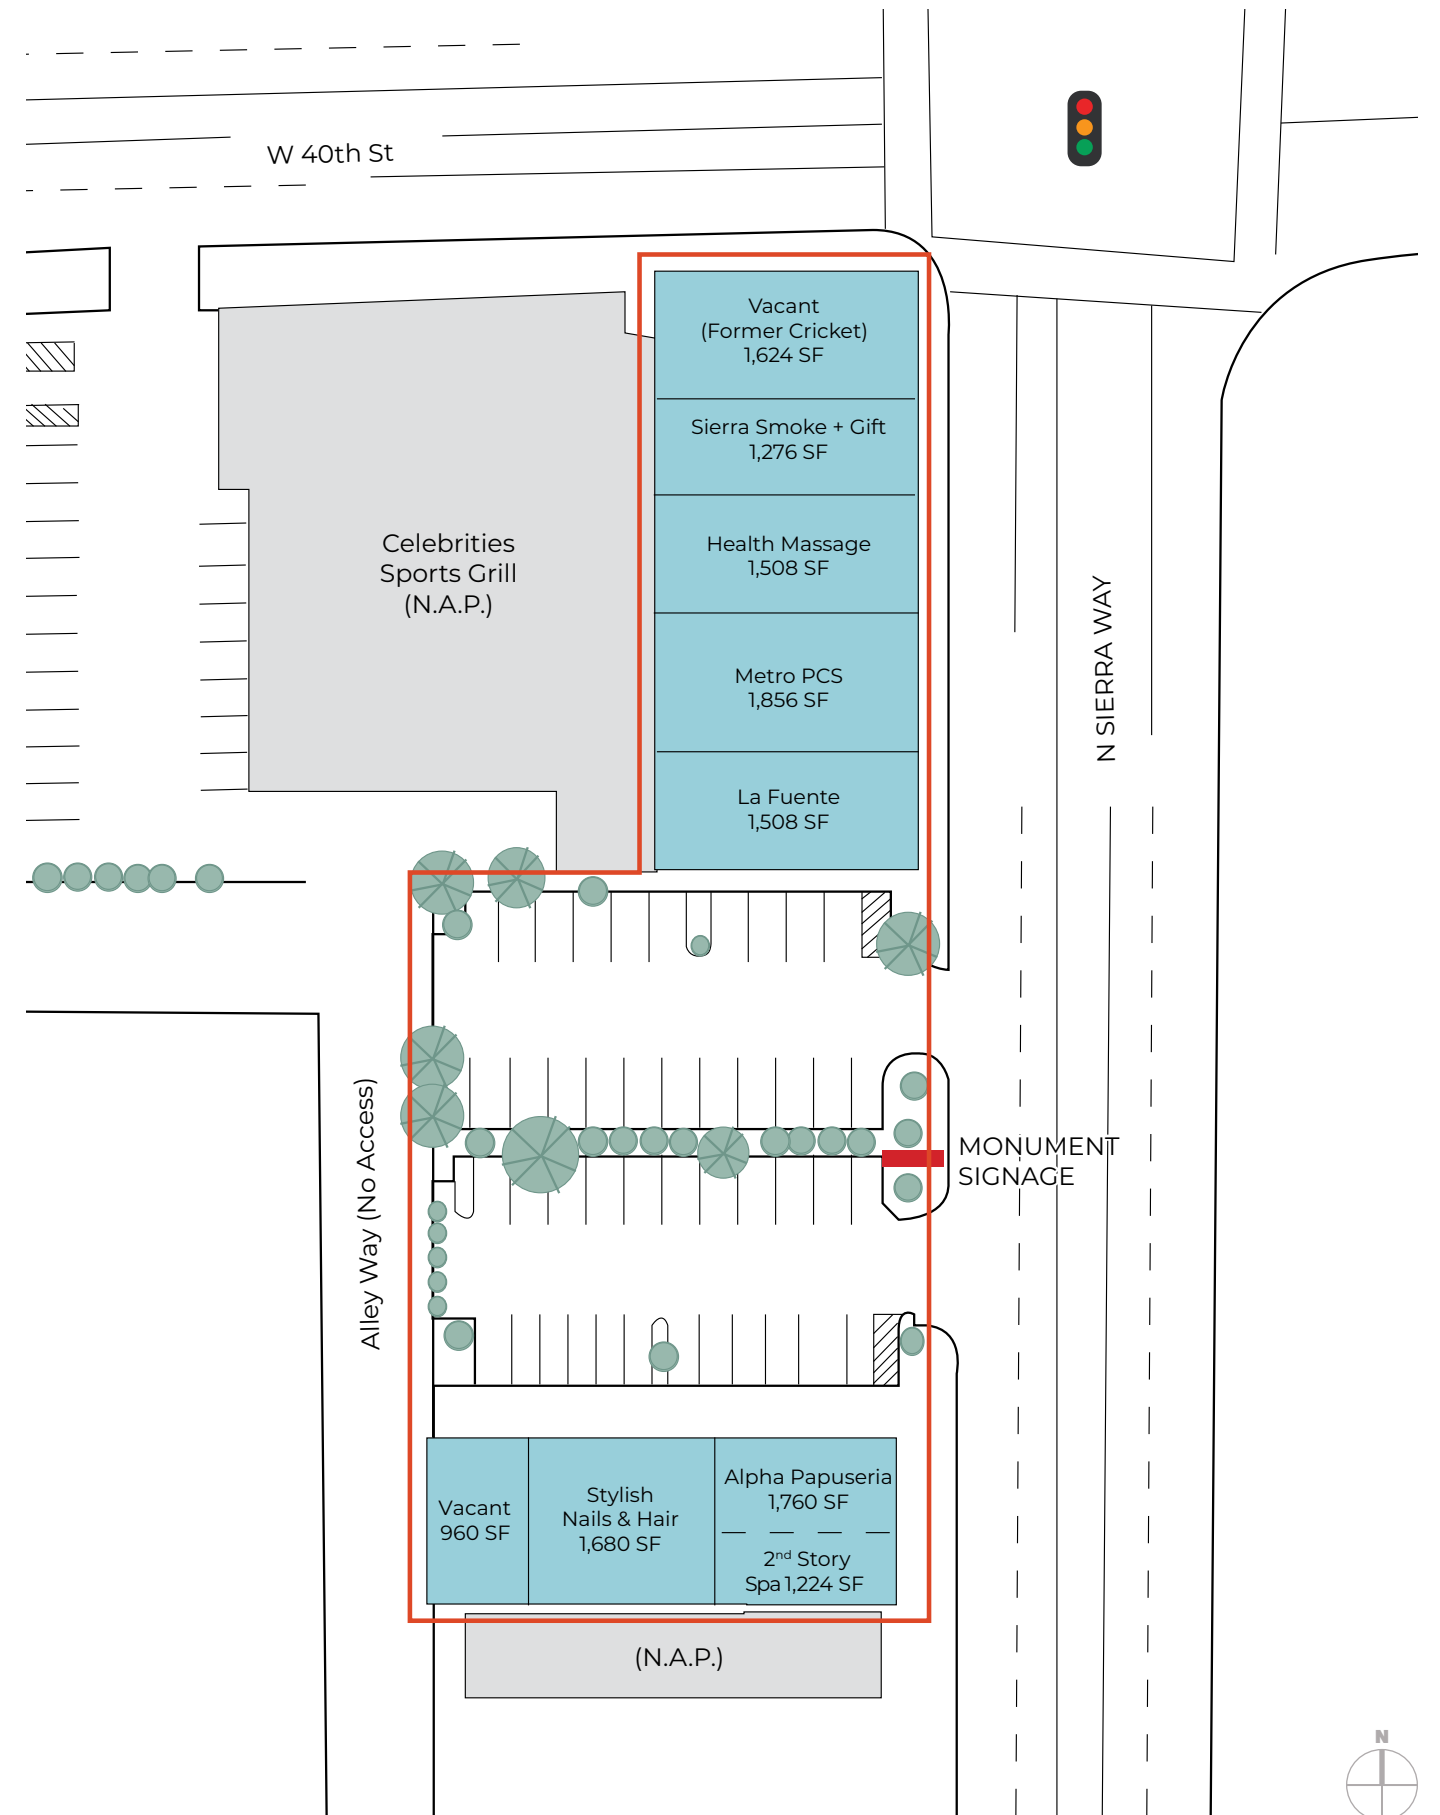 W 40th St
Vacant
(Former Cricket)
1,624 SF
Sierra Smoke + Gift
1,276 SF
Celebrities
Sports Grill
(N.A.P.)
Health Massage
1,508 SF
Metro PCS
1,856 SF
N SIERRA WAY
La Fuente
1,508 SF
Alley Way (No Access)
MONUMENT
SIGNAGE
Vacant
960 SF
Stylish
Nails & Hair
1,680 SF
Alpha Papuseria
1,760 SF
2nd Story
Spa 1,224 SF
(N.A.P.)
N